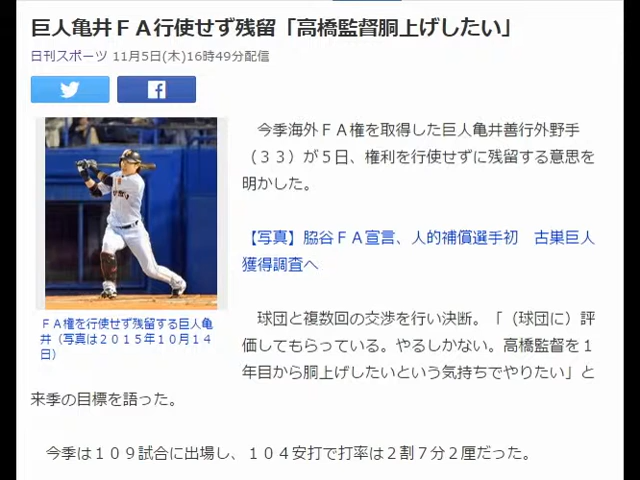 巨人亀井ＦＡ行使せず残留「高橋監督胴上げしたい」
日刊スポーツ 11月5日(木)16時49分配信
今季海外ＦＡ権を取得した巨人亀井善行外野手
（３３）が５日、権利を行使せずに残留する意思を
明かした。
【写真】脇谷ＦＡ宣言、人的補償選手初　古巣巨人
獲得調査へ
ＦＡ権を行使せず残留する巨人亀
井（写真は２０１５年１０月１４
日）
球団と複数回の交渉を行い決断。「（球団に）評
価してもらっている。やるしかない。高橋監督を１
年目から胴上げしたいという気持ちでやりたい」と
来季の目標を語った。
今季は１０９試合に出場し、１０４安打で打率は２割７分２厘だった。